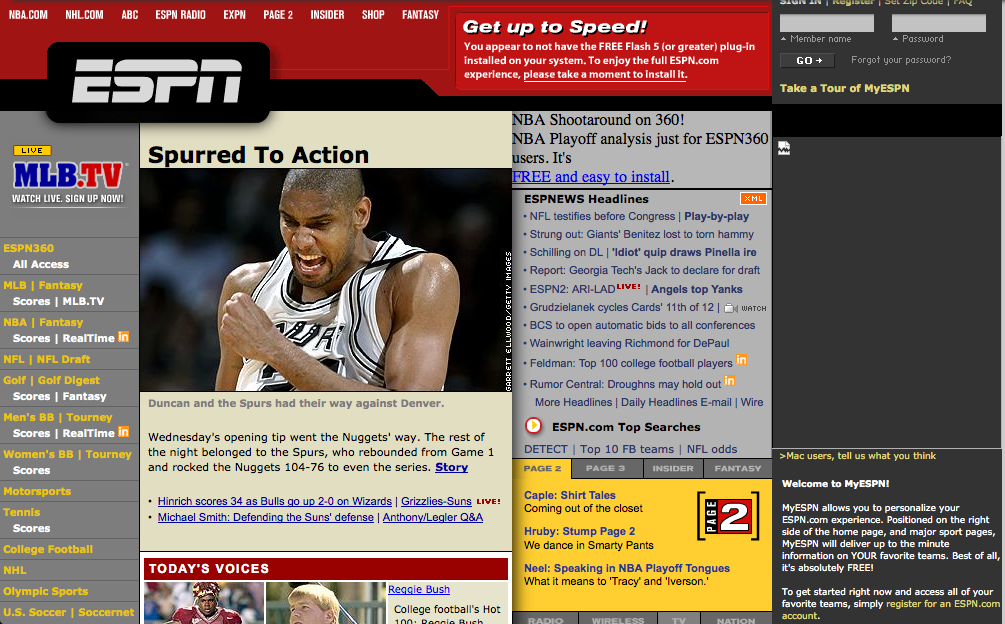 NBA.COM NHL.COM ABC ESPN RADIO EXPN PAGE 2 INSIDER SHOP FANTASY
Get up to Speed!
You appear to not have the FREE Flash 5 (or greater) plug-in
installed on your system. To enjoy the full ESPN.com
experience, please take a moment to install it.
SIGN IN | Register | Set Zip Code | FAQ
Member name Password
GO Forgot your password?
Take a Tour of MyESPN
ESPN
LIVE
MLB.TV
WATCH LIVE. SIGN UP NOW!
ESPN360
All Access
MLB | Fantasy
Scores | MLB.TV
NBA | Fantasy
Scores | RealTime in
NFL | NFL Draft
Golf | Golf Digest
Scores | Fantasy
Men's BB | Tourney
Scores | RealTime in
Women's BB | Tourney
Scores
Motorsports
Tennis
Scores
College Football
NHL
Olympic Sports
U.S. Soccer | Soccernet
Spurred To Action
SPURS
GARRETT ELLWOOD/GETTY IMAGES
Duncan and the Spurs had their way against Denver.
Wednesday's opening tip went the Nuggets' way. The rest of
the night belonged to the Spurs, who rebounded from Game 1
and rocked the Nuggets 104-76 to even the series. Story
• Hinrich scores 34 as Bulls go up 2-0 on Wizards | Grizzlies-Suns LIVE!
• Michael Smith: Defending the Suns' defense | Anthony/Legler Q&A
TODAY'S VOICES
Reggie Bush
College football's Hot
100: Reggie Bush
NBA Shootaround on 360!
NBA Playoff analysis just for ESPN360
users. It's
FREE and easy to install.
ESPNEWS Headlines XML
• NFL testifies before Congress | Play-by-play
• Strung out: Giants' Benitez lost to torn hammy
• Schilling on DL | 'Idiot' quip draws Pinella ire
• Report: Georgia Tech's Jack to declare for draft
• ESPN2: ARI-LAD LIVE! | Angels top Yanks
• Grudzielanek cycles Cards' 11th of 12 | WATCH
• BCS to open automatic bids to all conferences
• Wainwright leaving Richmond for DePaul
• Feldman: Top 100 college football players in
• Rumor Central: Droughns may hold out in
More Headlines | Daily Headlines E-mail | Wire
ESPN.com Top Searches
DETECT | Top 10 FB teams | NFL odds
PAGE 2 PAGE 3 INSIDER FANTASY
Caple: Shirt Tales
Coming out of the closet
Hruby: Stump Page 2
We dance in Smarty Pants
Neel: Speaking in NBA Playoff Tongues
What it means to 'Tracy' and 'Iverson.'
PAGE 2
RADIO WIRELESS TV NATION
>Mac users, tell us what you think
Welcome to MyESPN!
MyESPN allows you to personalize your
ESPN.com experience. Positioned on the right
side of the home page, and major sport pages,
MyESPN will deliver up to the minute
information on YOUR favorite teams. Best of all,
it's absolutely FREE!
To get started right now and access all of your
favorite teams, simply register for an ESPN.com
account.